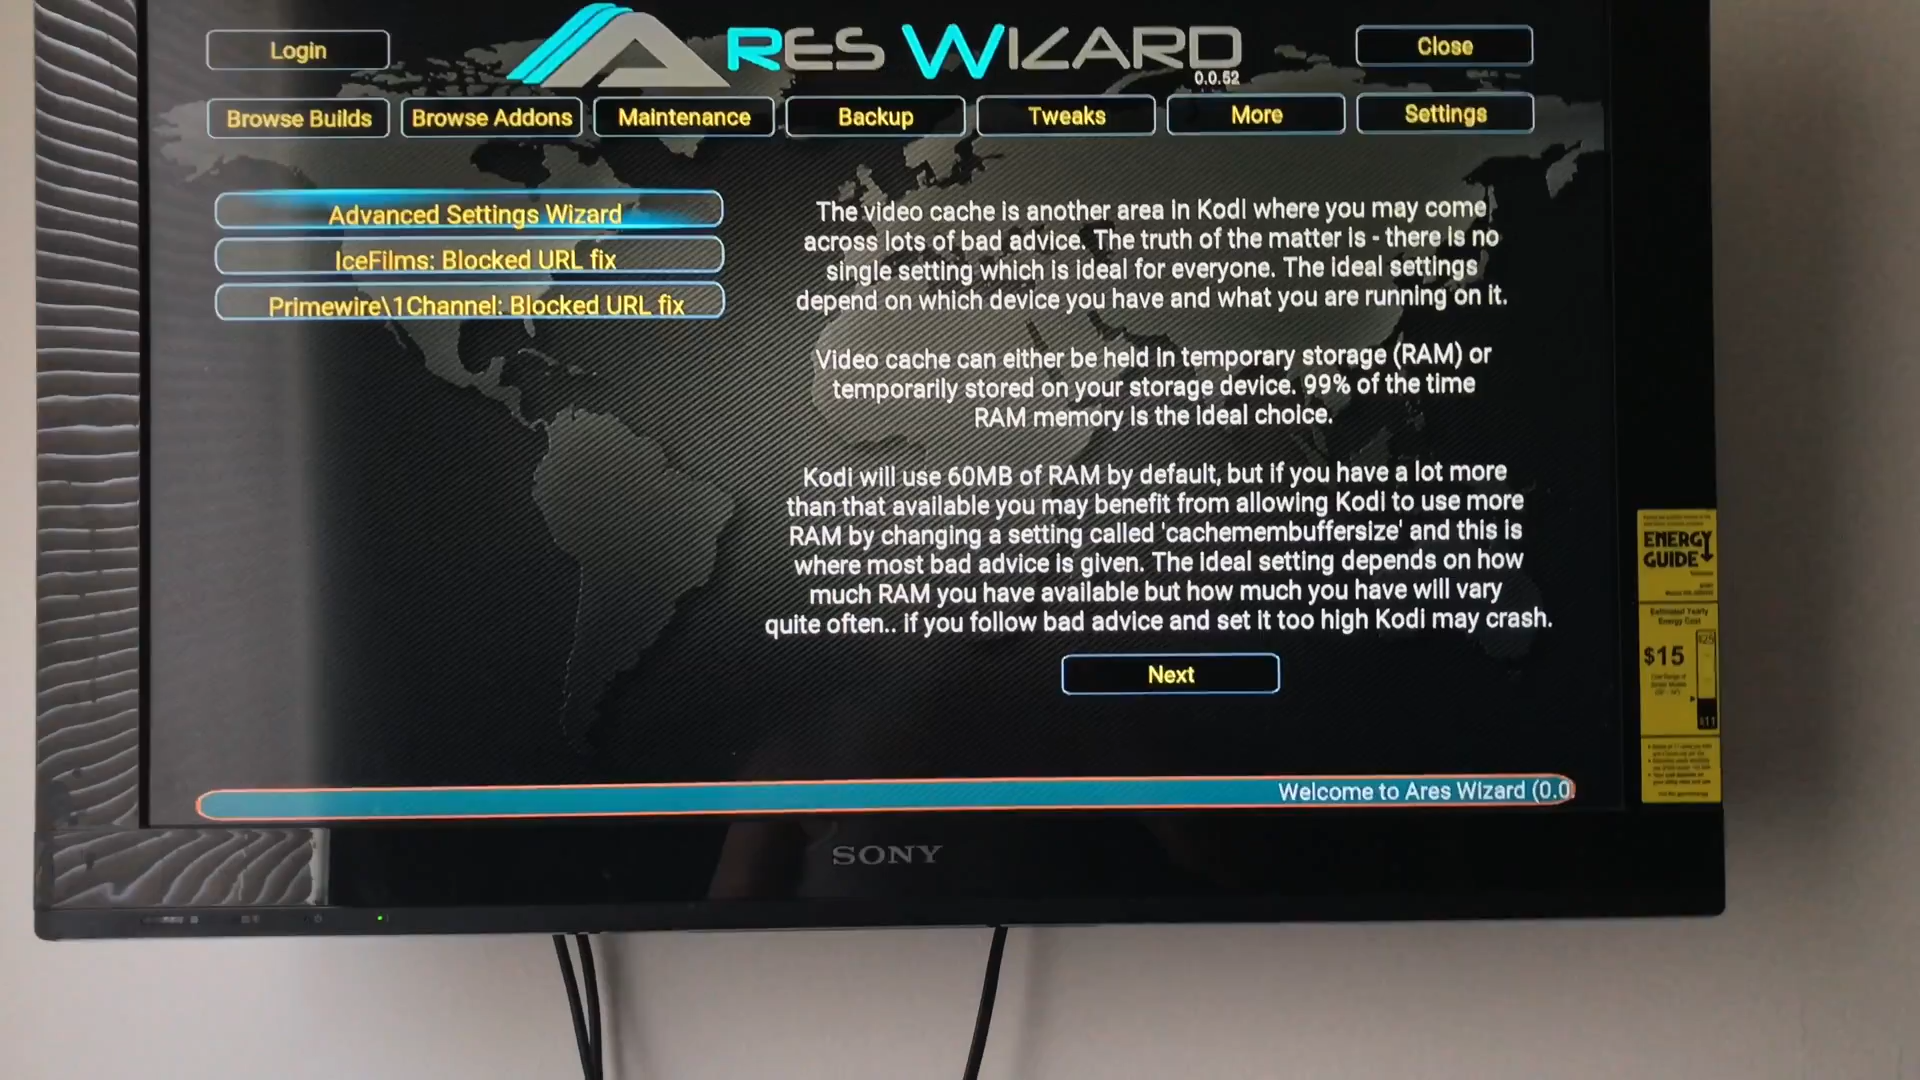 Login
ARES WIZARD
0.0.52
Close
Browse Builds
Browse Addons
Maintenance
Backup
Tweaks
More
Settings
Advanced Settings Wizard
IceFilms: Blocked URL fix
Primewire\1Channel: Blocked URL fix
The video cache is another area in Kodi where you may come
across lots of bad advice. The truth of the matter is - there is no
single setting which is ideal for everyone. The ideal settings
depend on which device you have and what you are running on it.
Video cache can either be held in temporary storage (RAM) or
temporarily stored on your storage device. 99% of the time
RAM memory is the ideal choice.
Kodi will use 60MB of RAM by default, but if you have a lot more
than that available you may benefit from allowing Kodi to use more
RAM by changing a setting called 'cachemembuffersize' and this is
where most bad advice is given. The ideal setting depends on how
much RAM you have available but how much you have will vary
quite often.. if you follow bad advice and set it too high Kodi may crash.
Next
Welcome to Ares Wizard (0.0
SONY
ENERGY
GUIDE
Estimated Yearly
Energy Cost
$25
$15
$11